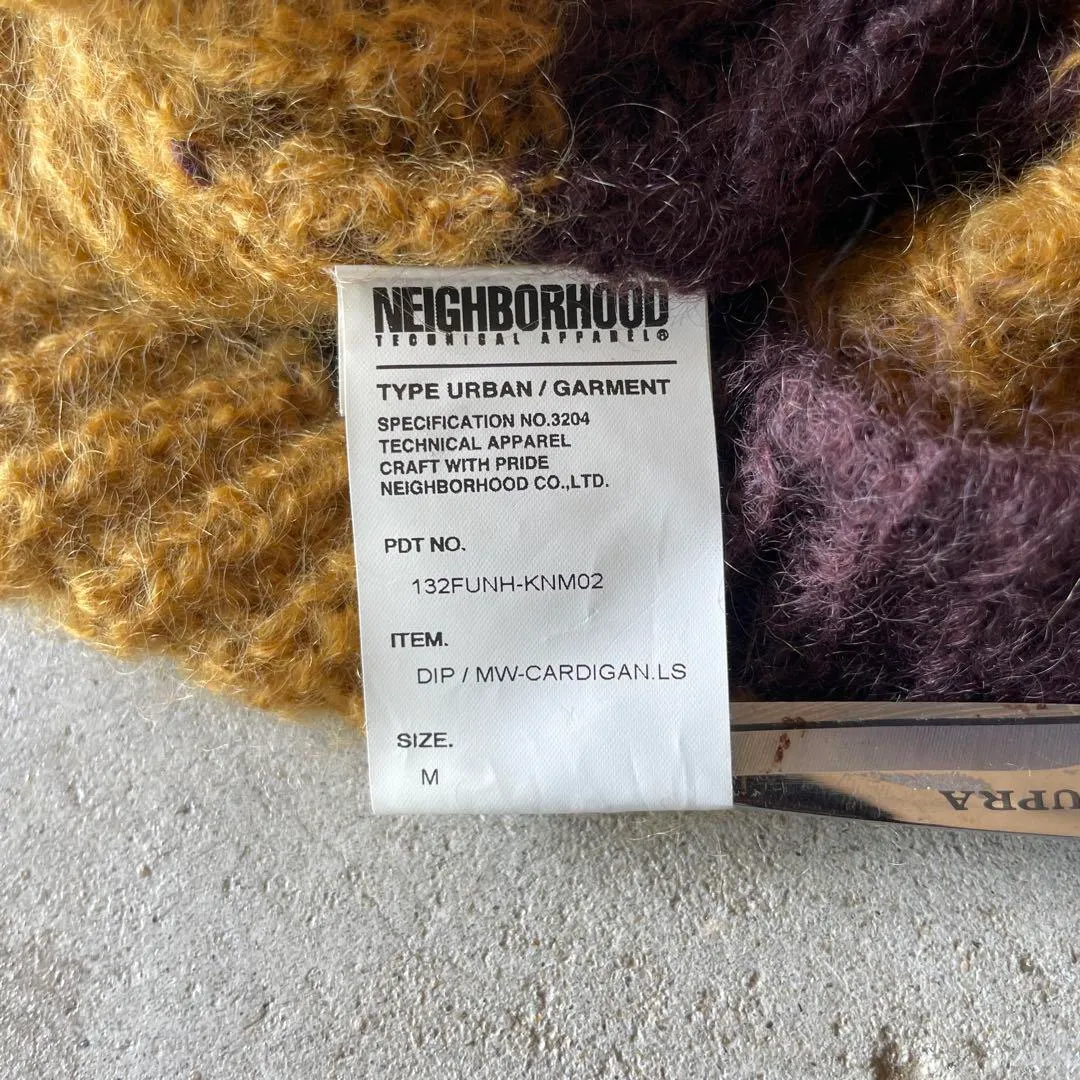 NEIGHBORHOOD
TECHNICAL APPAREL®
TYPE URBAN / GARMENT
SPECIFICATION NO.3204
TECHNICAL APPAREL
CRAFT WITH PRIDE
NEIGHBORHOOD CO.,LTD.
PDT NO.
132FUNH-KNM02
ITEM.
DIP / MW-CARDIGAN.LS
SIZE.
M